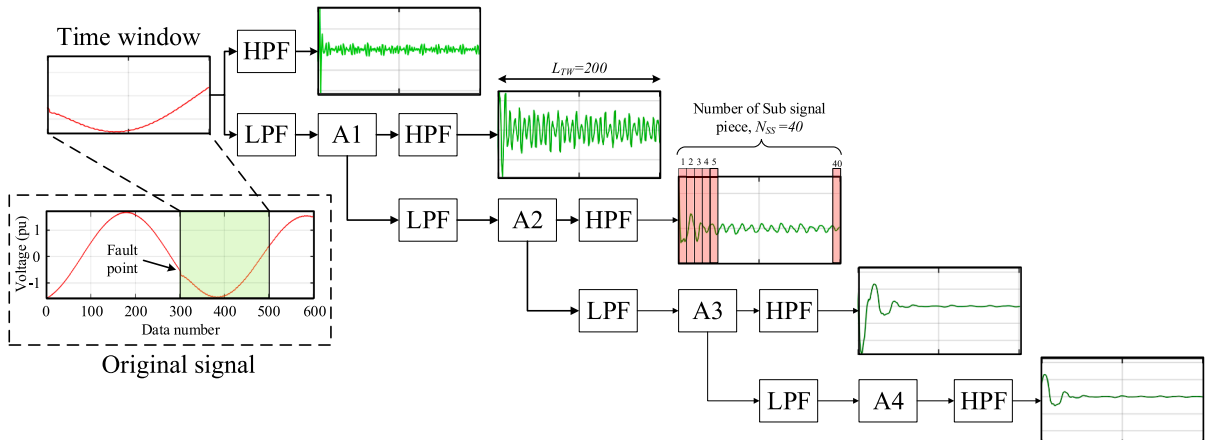 Time window
HPF
LPF
A1
HPF
L_TW=200
Number of Sub signal
piece, N_SS=40
1 2 3 4 5
40
LPF
A2
HPF
LPF
A3
HPF
LPF
A4
HPF
Voltage (pu)
1
0
-1
Fault
point
0 100 200 300 400 500 600
Data number
Original signal